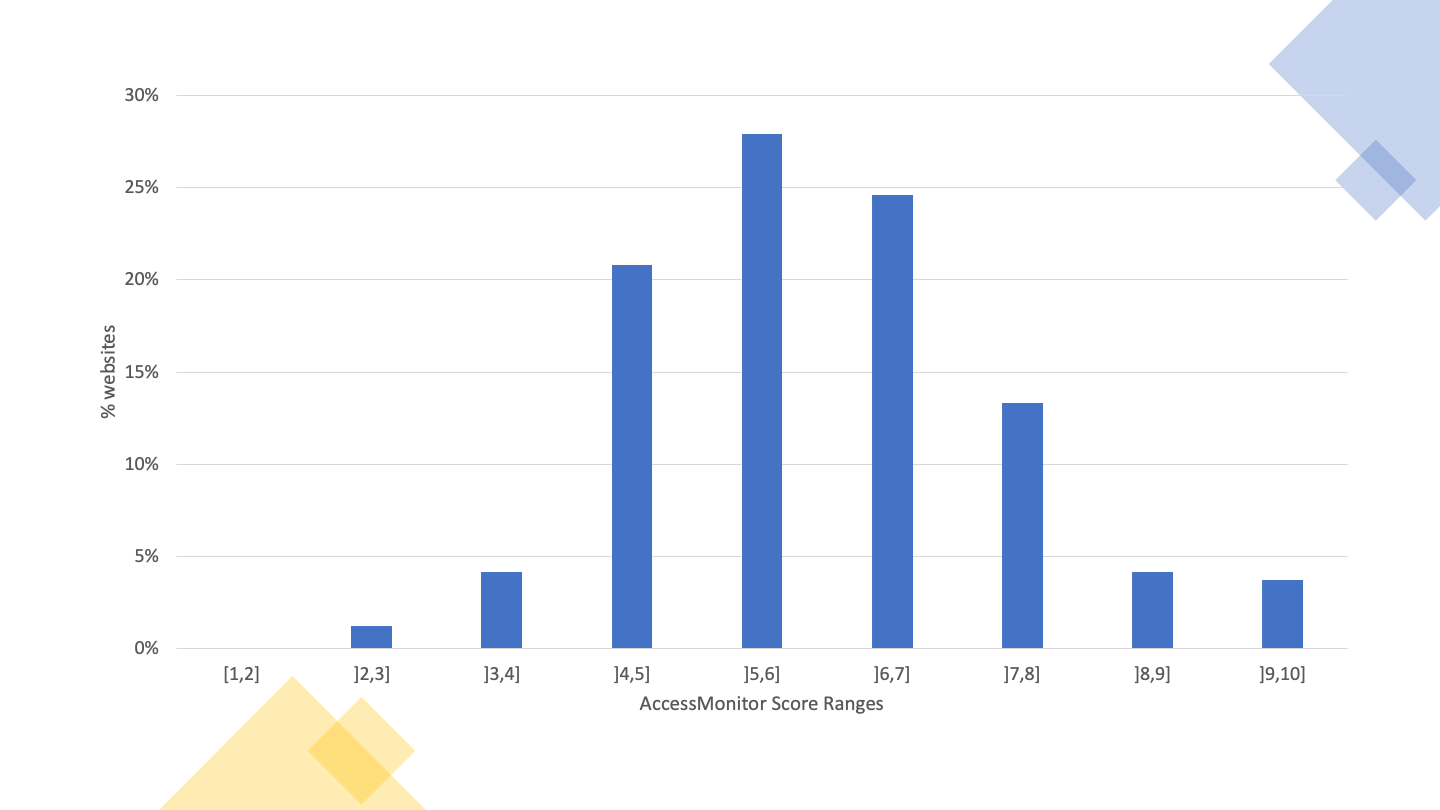 30%
25%
20%
15%
10%
5%
0%
% websites
[1,2] ]2,3] ]3,4] ]4,5] ]5,6] ]6,7] ]7,8] ]8,9] ]9,10]
AccessMonitor Score Ranges